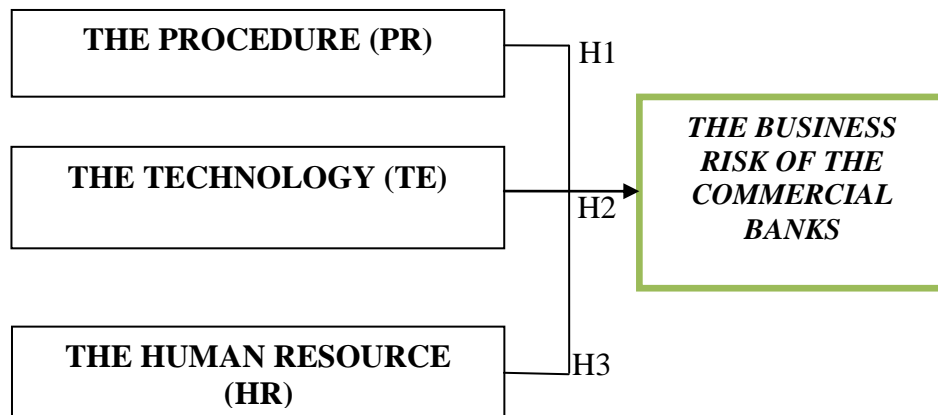 THE PROCEDURE (PR)
H1
THE BUSINESS
RISK OF THE
COMMERCIAL
BANKS
THE TECHNOLOGY (TE)
H2
THE HUMAN RESOURCE
(HR)
H3